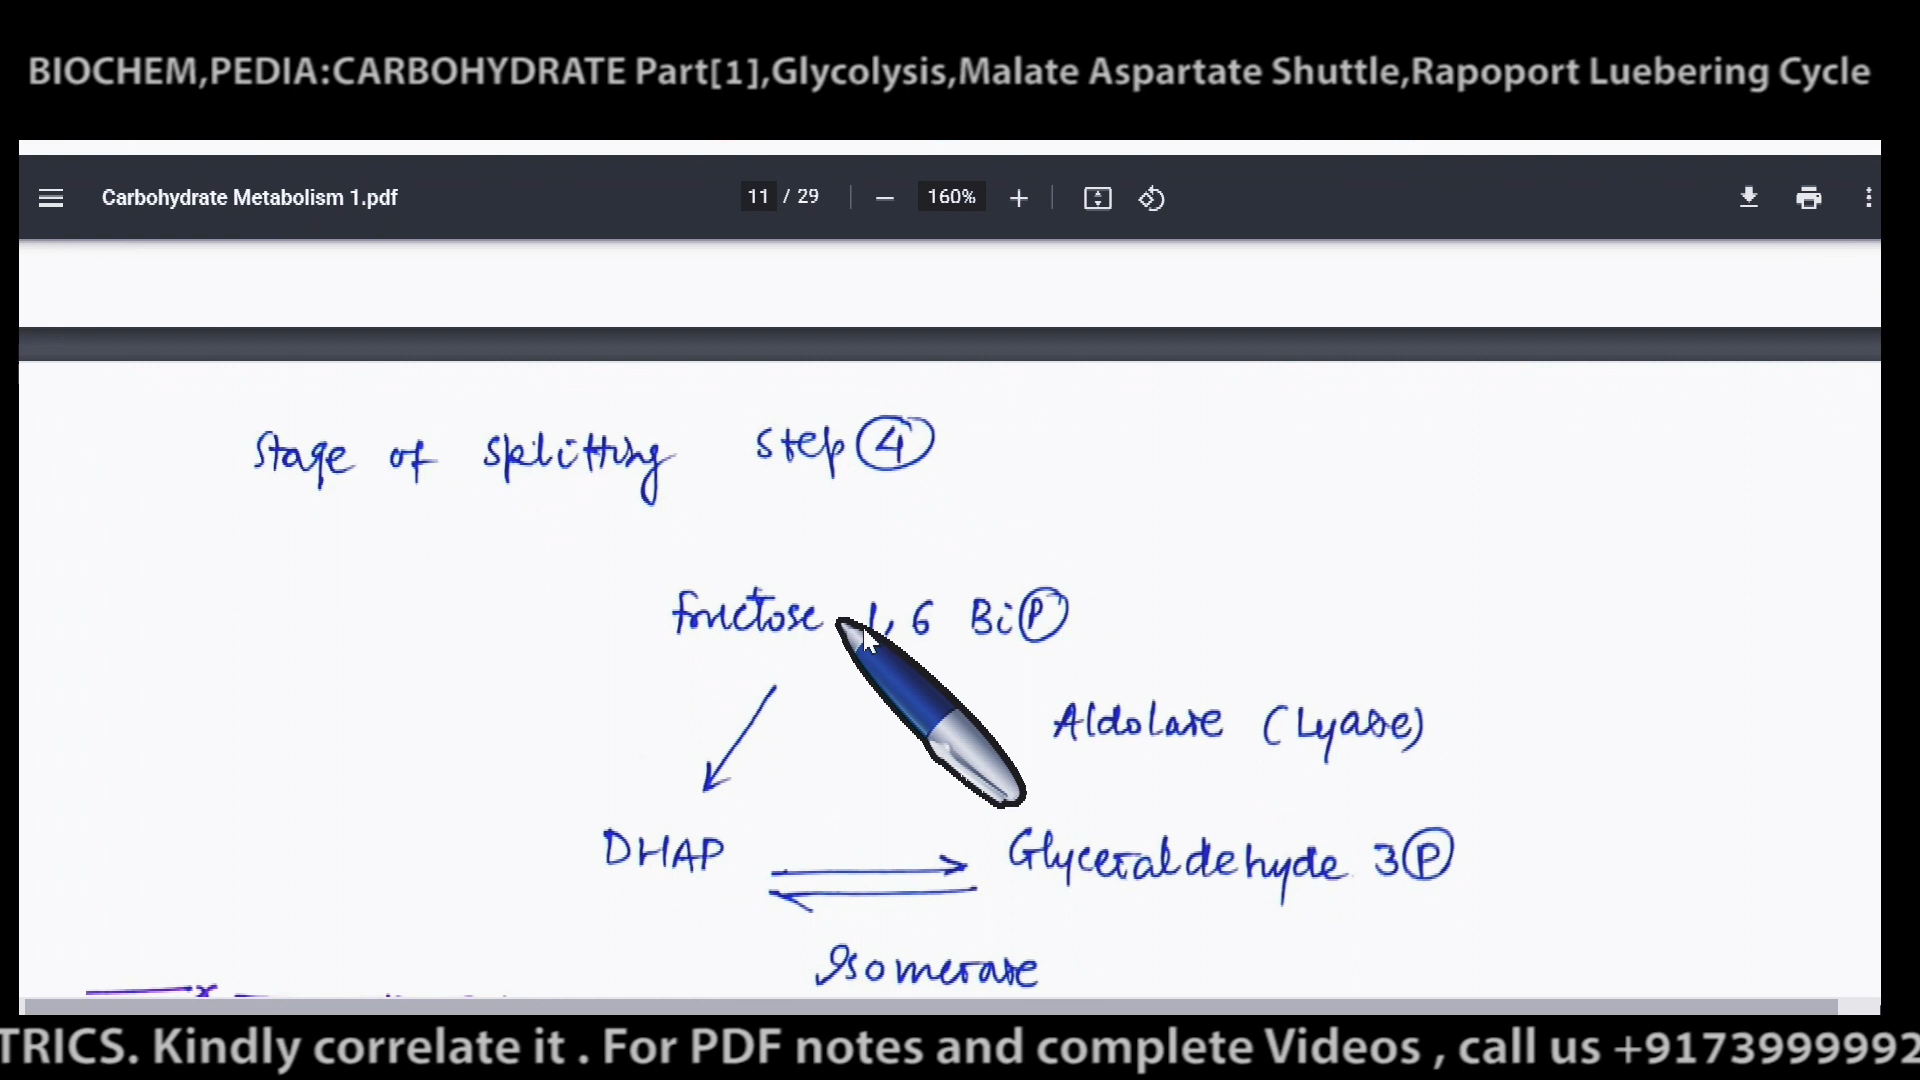 BIOCHEM,PEDIA:CARBOHYDRATE Part[1],Glycolysis,Malate Aspartate Shuttle,Rapoport Luebering Cycle
Carbohydrate Metabolism 1.pdf 11 / 29 — 160% +
Stage of splitting step 4
fructose 1, 6 Bi P
Aldolase (Lyase)
DHAP Glyceraldehyde 3 P
Isomerase
TRICS. Kindly correlate it . For PDF notes and complete Videos , call us +9173999992